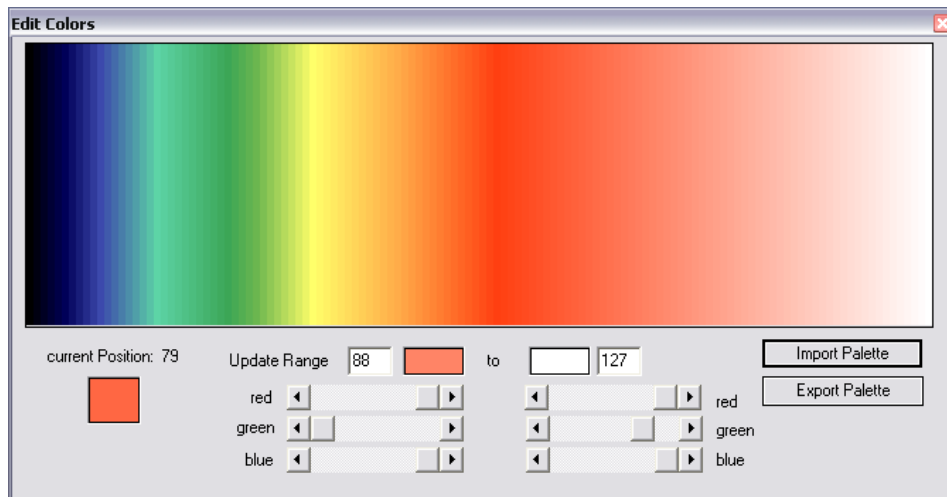 Edit Colors
current Position: 79
Update Range 88 to 127
Import Palette
Export Palette
red red
green green
blue blue